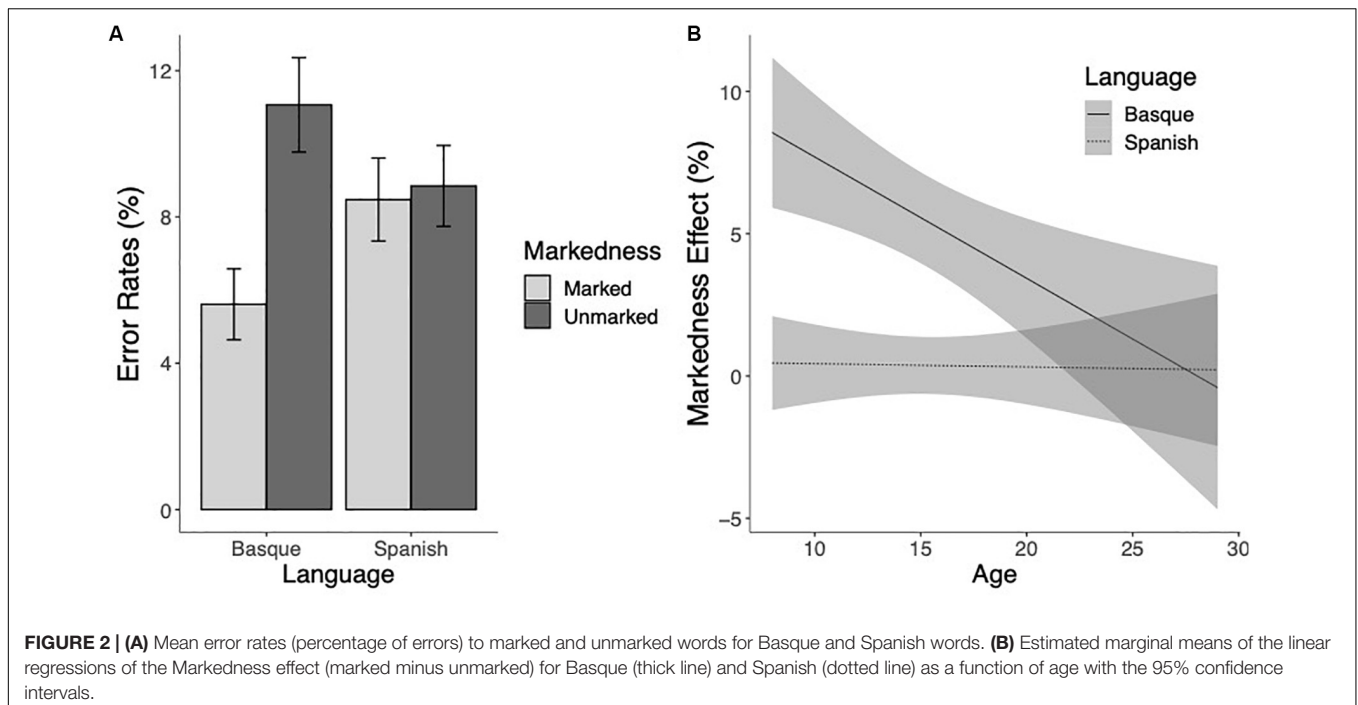 A
12
8
4
0
Error Rates (%)
Basque
Spanish
Language
Markedness
Marked
Unmarked
B
10
5
0
−5
Markedness Effect (%)
10
15
20
25
30
Age
Language
Basque
Spanish
FIGURE 2 | (A) Mean error rates (percentage of errors) to marked and unmarked words for Basque and Spanish words. (B) Estimated marginal means of the linear
regressions of the Markedness effect (marked minus unmarked) for Basque (thick line) and Spanish (dotted line) as a function of age with the 95% confidence
intervals.